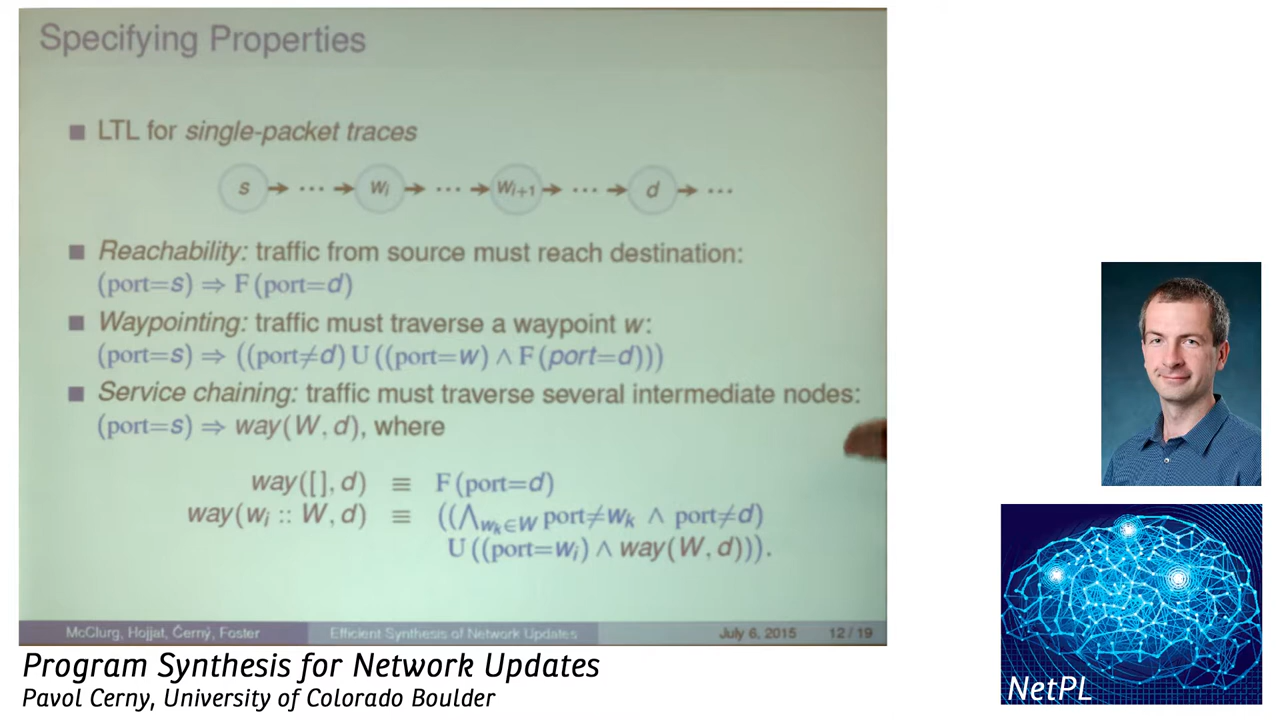 Specifying Properties
■ LTL for single-packet traces
s → ··· → wᵢ → ··· → wᵢ₊₁ → ··· → d → ···
■ Reachability: traffic from source must reach destination:
(port=s) ⇒ F (port=d)
■ Waypointing: traffic must traverse a waypoint w:
(port=s) ⇒ ((port≠d) U ((port=w) ∧ F (port=d)))
■ Service chaining: traffic must traverse several intermediate nodes:
(port=s) ⇒ way(W, d), where
way([], d) ≡ F (port=d)
way(wᵢ :: W, d) ≡ ((⋀wₖ∈W port≠wₖ ∧ port≠d)
U ((port=wᵢ) ∧ way(W, d))).
McClurg, Hojjat, Černý, Foster Efficient Synthesis of Network Updates July 6, 2015 12 / 19
Program Synthesis for Network Updates
Pavol Cerny, University of Colorado Boulder
NetPL